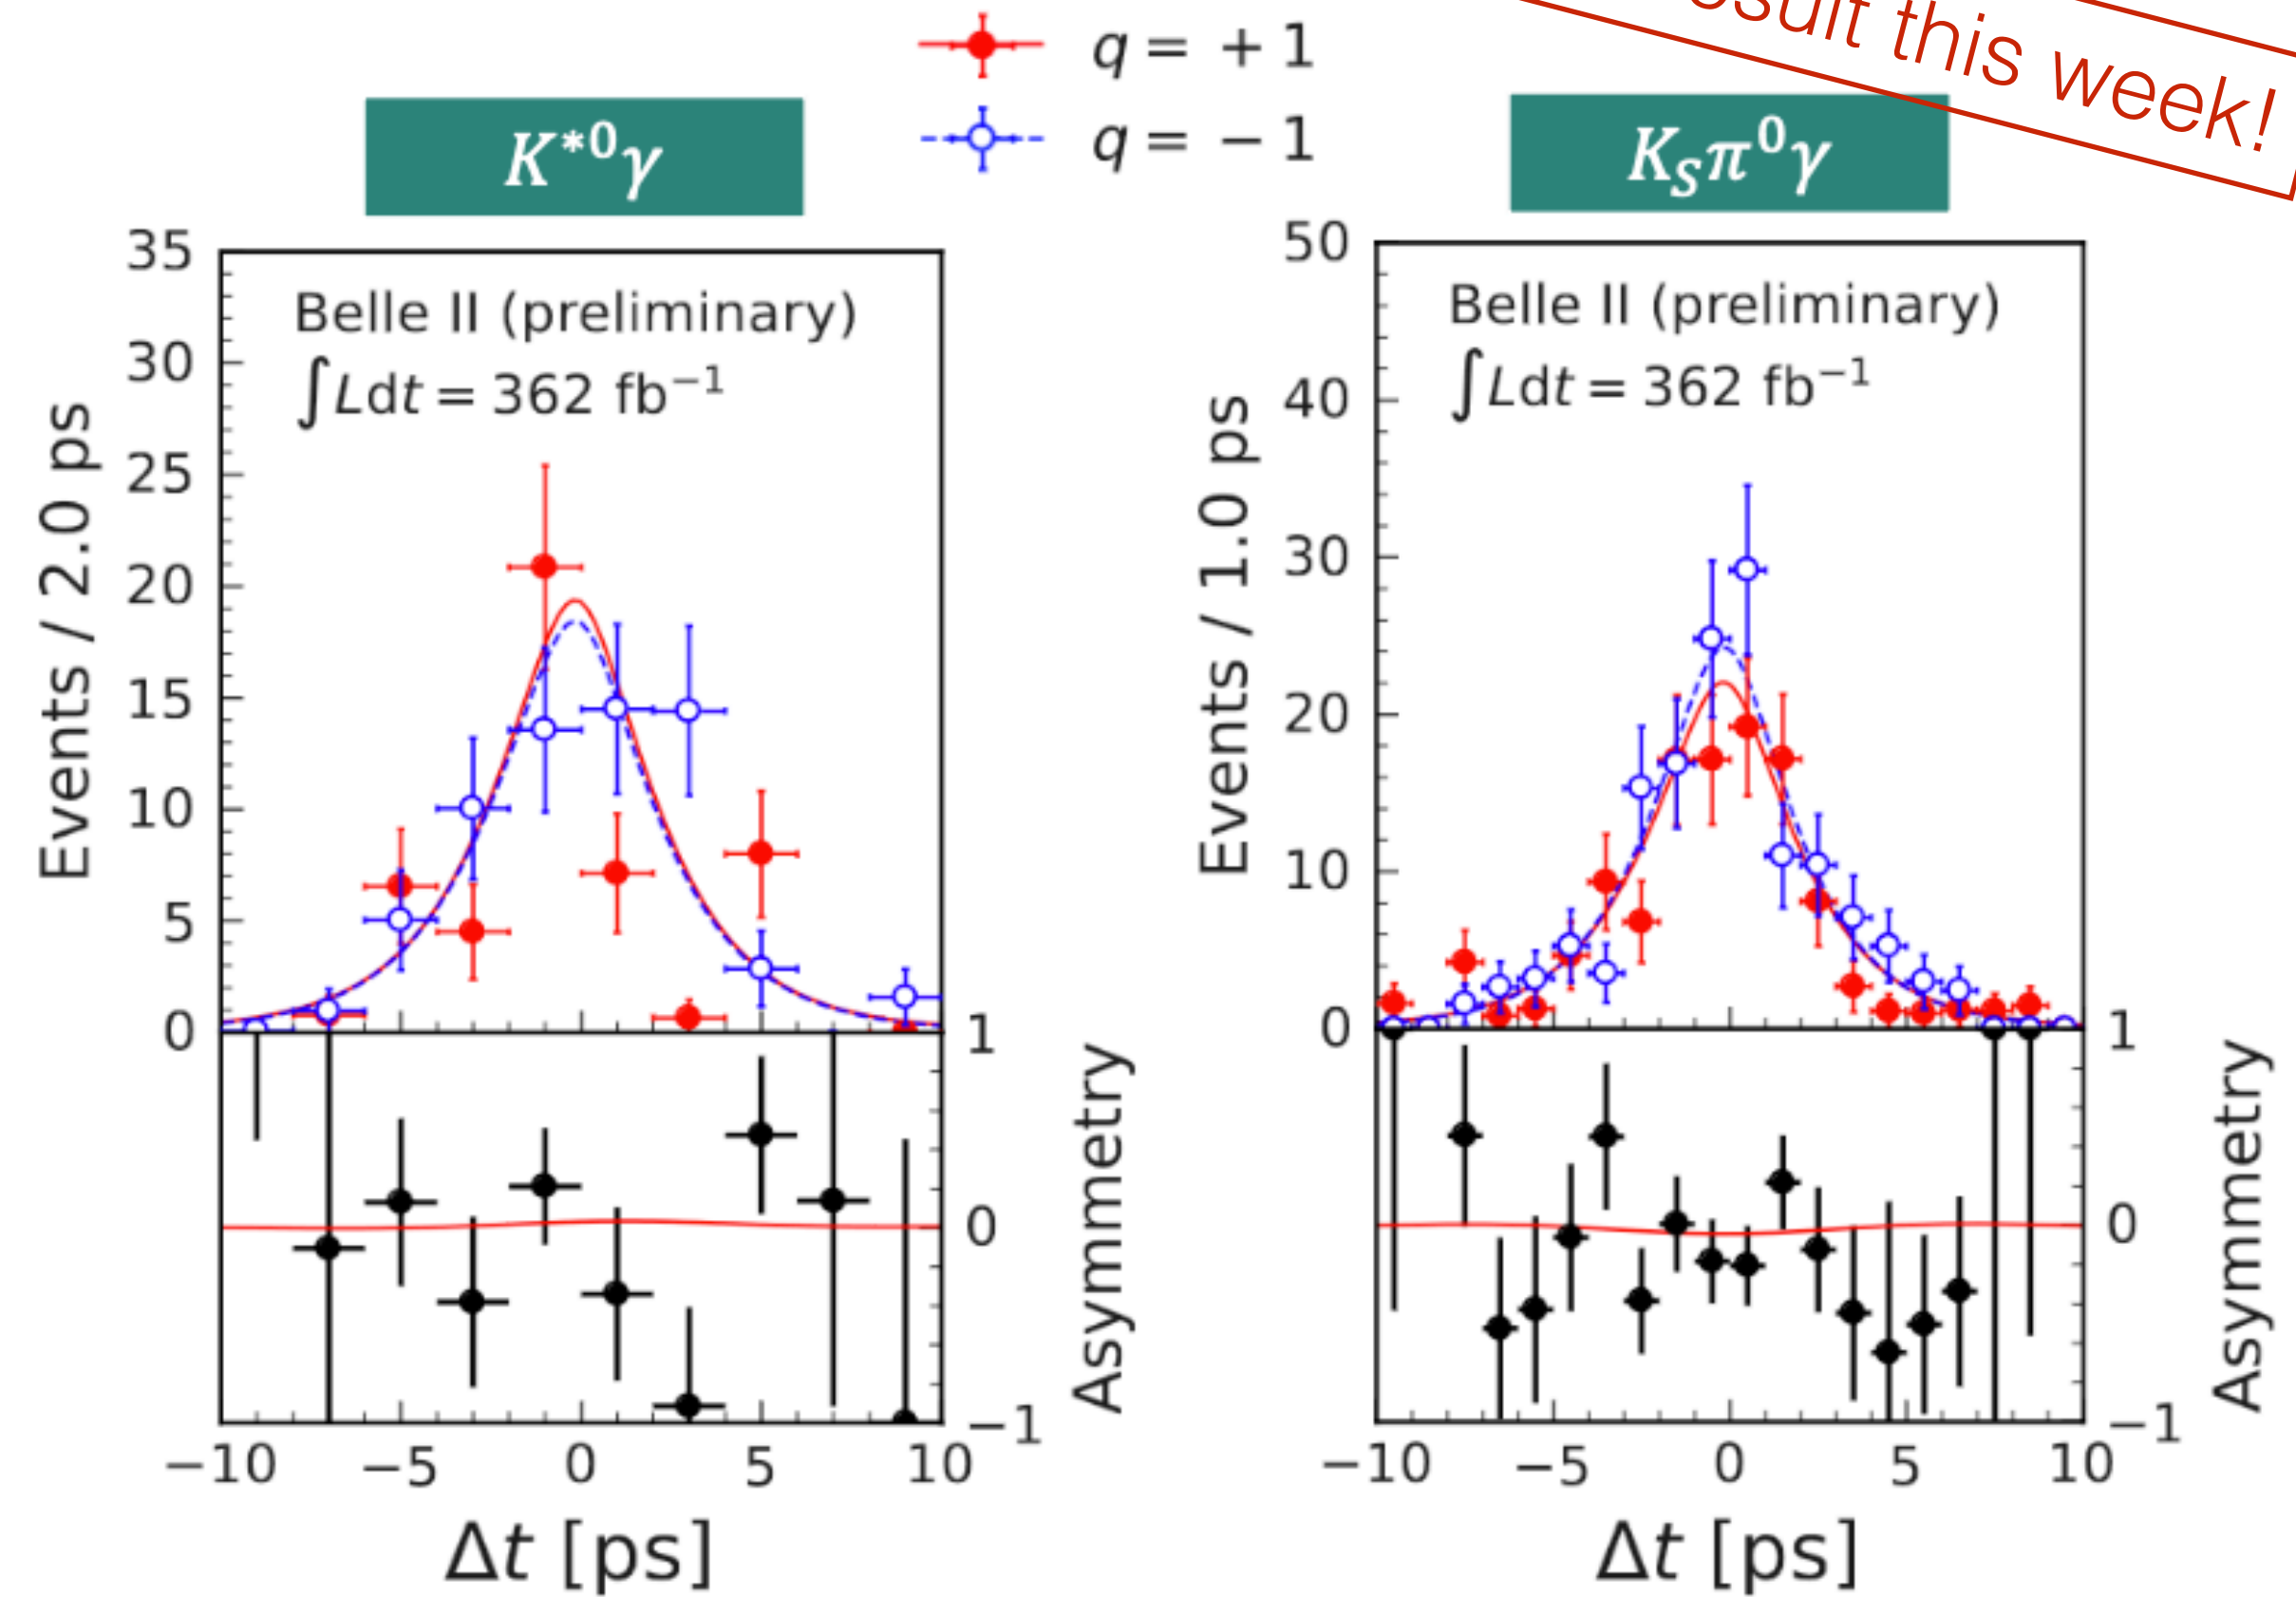 q = +1
q = −1
this week!
K*⁰γ
K_Sπ⁰γ
35
30
25
20
15
10
5
0
Events / 2.0 ps
Belle II (preliminary)
∫Ldt = 362 fb⁻¹
1
0
−1
Asymmetry
−10
−5
0
5
10
Δt [ps]
50
40
30
20
10
0
Events / 1.0 ps
Belle II (preliminary)
∫Ldt = 362 fb⁻¹
1
0
−1
Asymmetry
−10
−5
0
5
10
Δt [ps]